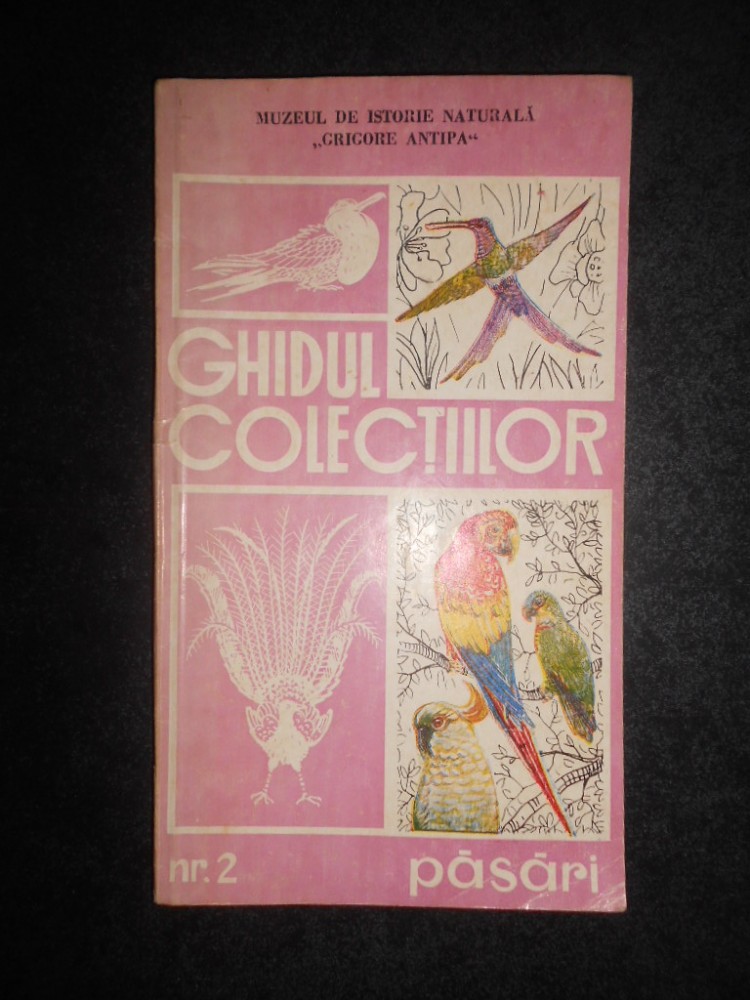 MUZEUL DE ISTORIE NATURALĂ
„GRIGORE ANTIPA“
GHIDUL
COLECȚIILOR
nr. 2 păsări